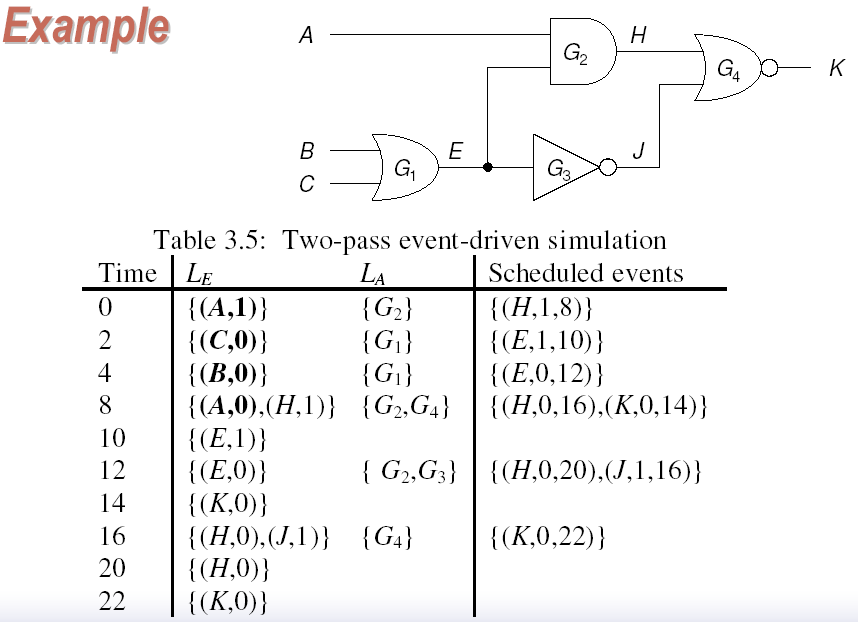 Example
A
G2
H
G4
K
B
C
G1
E
G3
J
Table 3.5: Two-pass event-driven simulation
Time LE LA Scheduled events
0 {(A,1)} {G2} {(H,1,8)}
2 {(C,0)} {G1} {(E,1,10)}
4 {(B,0)} {G1} {(E,0,12)}
8 {(A,0),(H,1)} {G2,G4} {(H,0,16),(K,0,14)}
10 {(E,1)}
12 {(E,0)} { G2,G3} {(H,0,20),(J,1,16)}
14 {(K,0)}
16 {(H,0),(J,1)} {G4} {(K,0,22)}
20 {(H,0)}
22 {(K,0)}